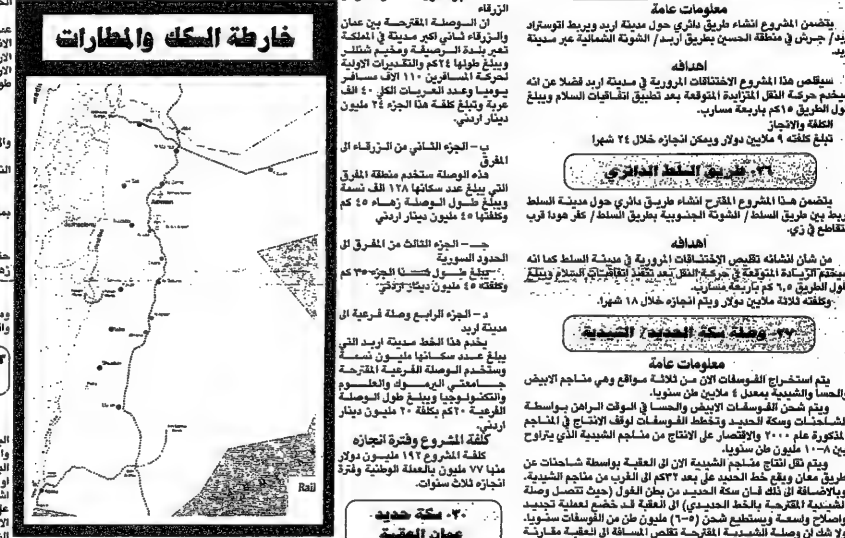 معلومات عامة
يتضمن المشروع انشاء طريق دائري حول مدينة اربد ويربط اتوستراد
اربد/ جرش في منطقة الحسين بطريق اربد/ الشونة الشمالية عبر مدينة
اربد.
اهدافه
سيقص هذا المشروع الاختناقات المرورية في مدينة اربد فضلا عن انه
سيخدم حركة النقل المتزايدة المتوقعة بعد تطبيق اتفاقيات السلام ويبلغ
طول الطريق ١٥كم باربعة مسارب.
الكلفة والانجاز
تبلغ كلفته ٩ ملايين دولار ويمكن انجازه خلال ٢٤ شهرا
٢٦- طريق السلط الدائري
يتضمن هذا المشروع المقترح انشاء طريق دائري حول مدينة السلط
يربط بين طريق السلط/ الشونة الجنوبية بطريق السلط/ كفر هودا قرب
تقاطع في زي.
اهدافه
من شأن انشائه تقليص الإختناقات المرورية في مدينة السلط كما انه
سيخدم الزيادة المتوقعة في حركة النقل بعد تنفيذ اتفاقيات السلام ويبلغ
طول الطريق ٦,٥ كم باربعة مسارب.
وكلفته ثلاثة ملايين دولار ويتم انجازه خلال ١٨ شهرا.
٢٧- وصلة سكة الحديد/ الشيدية
معلومات عامة
يتم استخراج الفوسفات الان من ثلاثة مواقع وهي مناجم الابيض
والحسا والشيدية بمعدل ٤ ملايين طن سنويا.
ويتم شحن الفوسفات الابيض والحسا في الوقت الراهن بواسطة
الشاحنات وسكة الحديد وتخطط الفوسفات لوقف الانتاج في المناجم
المذكورة عام ٢٠٠٠ والاقتصار على الانتاج من مناجم الشيدية الذي يتراوح
بين ٨-١٠ مليون طن سنويا.
ويتم نقل انتاج مناجم الشيدية الان الى العقبة بواسطة شاحنات عن
طريق معان ويقع خط الحديد على بعد ٣٢كم الى الغرب من مناجم الشيدية.
وبالاضافة الى ذلك فان سكة الحديد من بطن الغول (حيث تتصل وصلة
الشيدية المقترحة بالخط الحديدي) الى العقبة قد خضع لعملية تجديد
واصلاح واسعة ويستطيع شحن (٥-٦) مليون طن من الفوسفات سنويا.
ولا شك ان وصلة الشيدية المقترحة تقلص المسافة الى العقبة مقارنة
الزرقاء
ان الوصلة المقترحة بين عمان
والزرقاء ثاني اكبر مدينة في المملكة
تعبر بلدة الرصيفة ومخيم شنلر
ويبلغ طولها ٢٤كم والتقديرات الاولية
لحركة المسافرين ١١٠ الاف مسافر
يوميا وعدد العربات الكلي ٤٠ الف
عربة وتبلغ كلفة هذا الجزء ٢٤ مليون
دينار اردني.
ب - الجزء الثاني من الزرقاء الى
المفرق
هذه الوصلة ستخدم منطقة المفرق
التي يبلغ عدد سكانها ١٢٨ الف نسمة
ويبلغ طول الوصلة زهاء ٤٥ كم
وكلفتها ٤٥ مليون دينار اردني
جـ - الجزء الثالث من المفرق الى
الحدود السورية
يبلغ طول هذا الجزء ٣٥ كم
وكلفته ٤٥ مليون دينار اردني.
د - الجزء الرابع وصلة فرعية الى
مدينة اربد
يخدم هذا الخط مدينة اربد التي
يبلغ عدد سكانها مليون نسمة
وستخدم الوصلة الفرعية المقترحة
جامعتي اليرموك والعلوم
والتكنولوجيا ويبلغ طول الوصلة
الفرعية ٢٠كم بكلفة ٢٠ مليون دينار
اردني.
كلفة المشروع وفترة انجازه
كلفة المشروع ١٩٢ مليون دولار
منها ٧٧ مليون بالعملة الوطنية وفترة
انجازه ثلاث سنوات.
٣٠- سكة حديد
عمان العقبة
خارطة السكك والمطارات
Rail